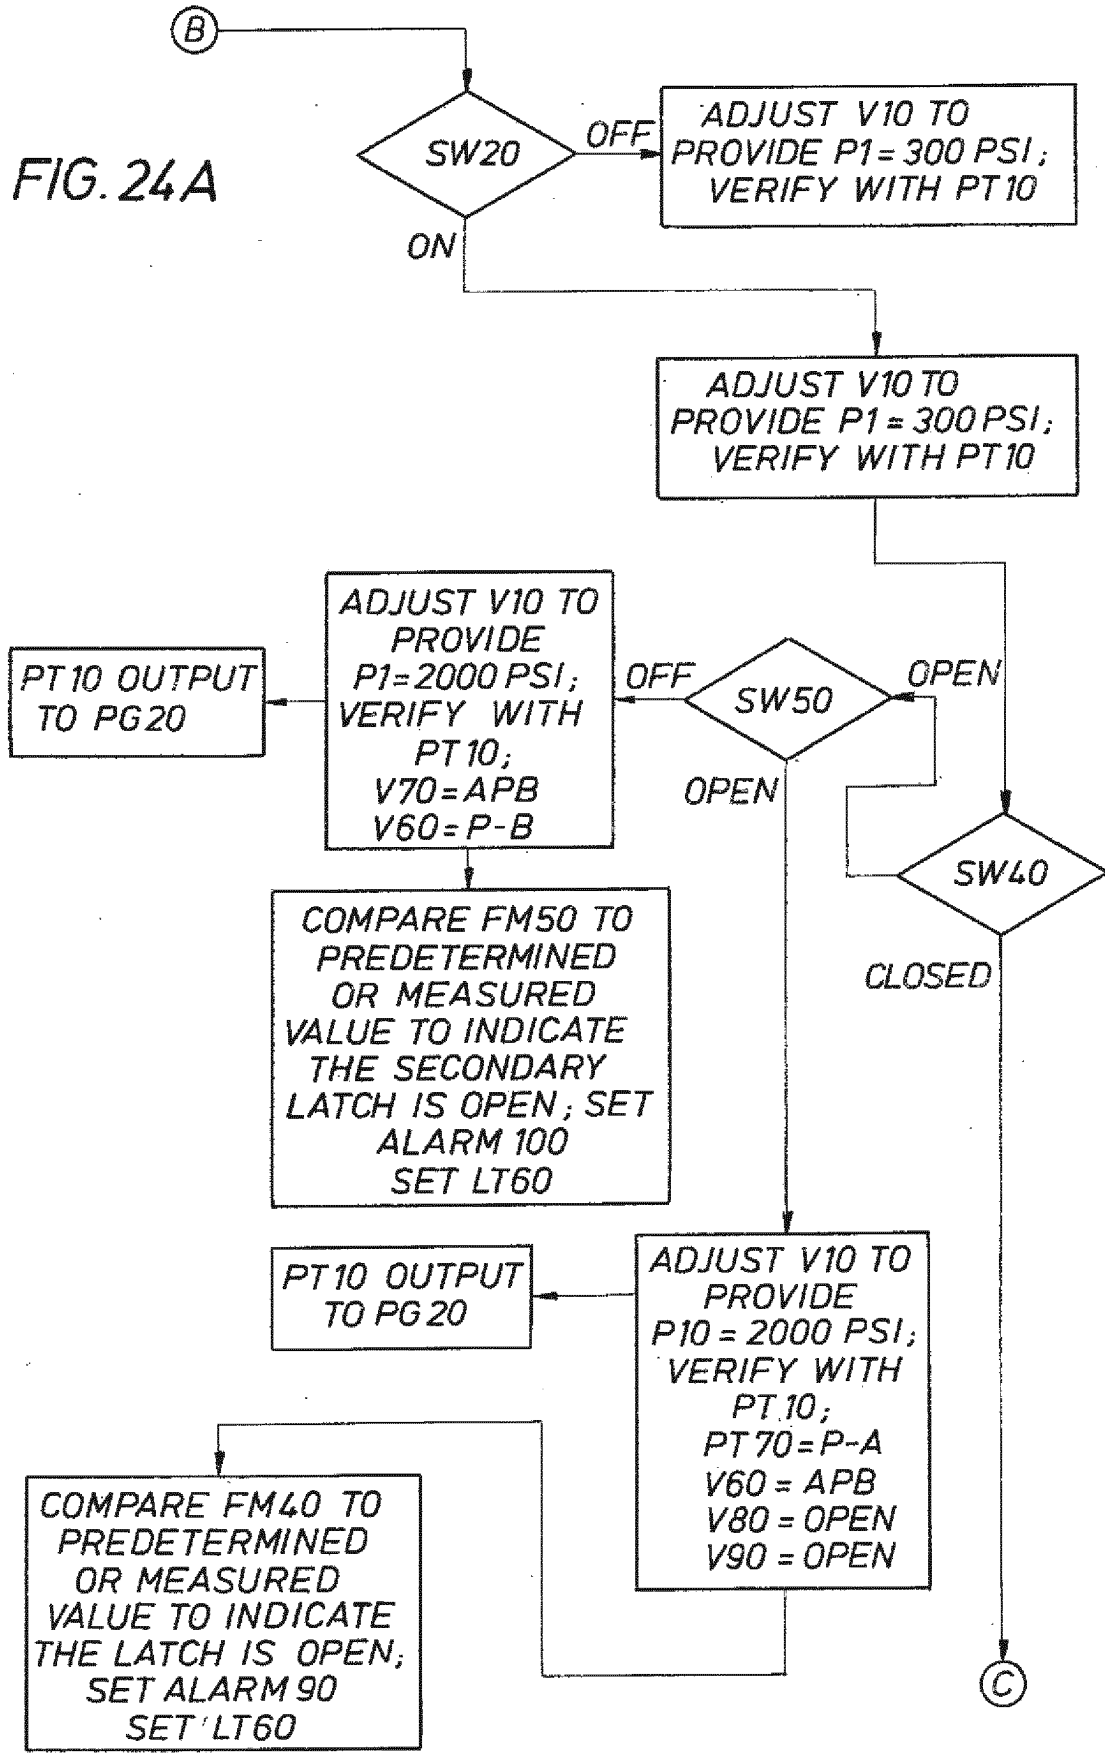 B
FIG. 24A
SW20
OFF
ADJUST V10 TO
PROVIDE P1 = 300 PSI;
VERIFY WITH PT10
ON
ADJUST V10 TO
PROVIDE P1 = 300 PSI;
VERIFY WITH PT10
OPEN
SW40
CLOSED
SW50
OFF
OPEN
ADJUST V10 TO
PROVIDE
P1=2000 PSI;
VERIFY WITH
PT10;
V70=APB
V60=P-B
PT10 OUTPUT
TO PG20
COMPARE FM50 TO
PREDETERMINED
OR MEASURED
VALUE TO INDICATE
THE SECONDARY
LATCH IS OPEN; SET
ALARM 100
SET LT60
ADJUST V10 TO
PROVIDE
P10 = 2000 PSI;
VERIFY WITH
PT10;
PT70=P-A
V60 = APB
V80 = OPEN
V90 = OPEN
PT10 OUTPUT
TO PG20
COMPARE FM40 TO
PREDETERMINED
OR MEASURED
VALUE TO INDICATE
THE LATCH IS OPEN;
SET ALARM 90
SET LT60
C